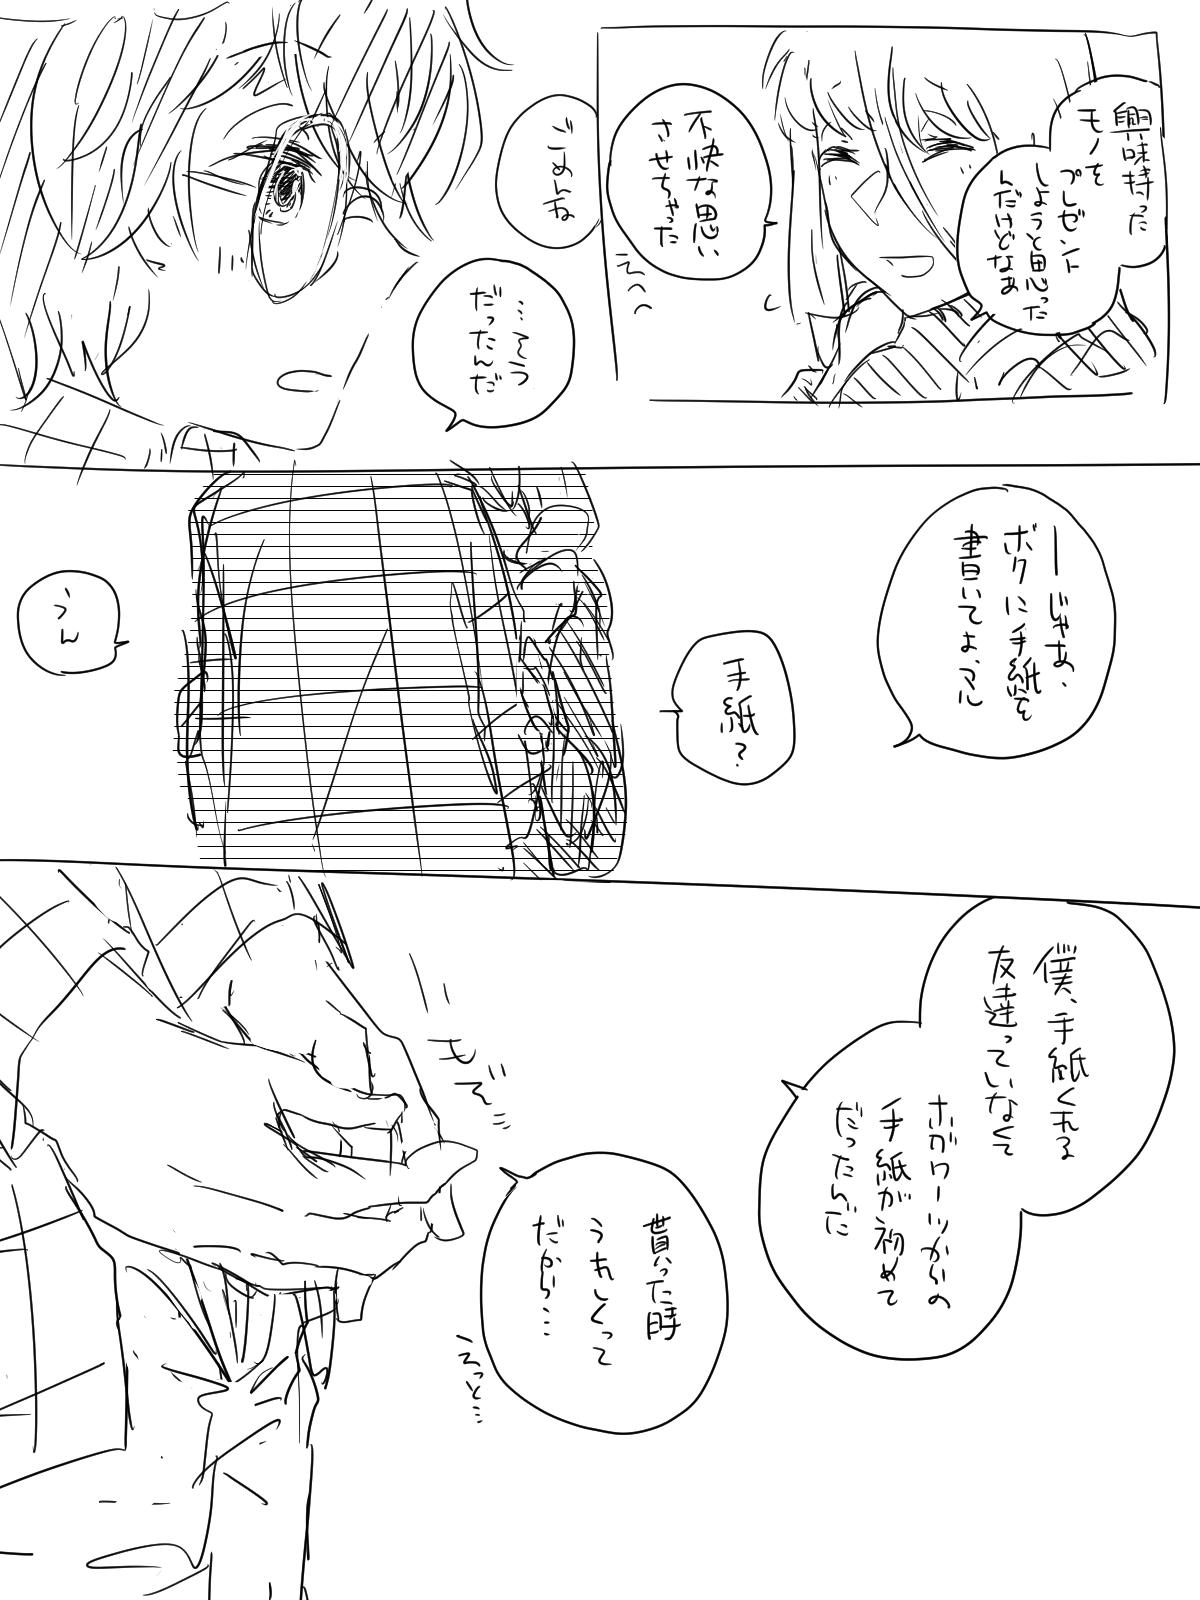 興味持った
モノを
プレゼント
しようと思った
んだけどなあ
不快な思い
させちゃった
えへへ
ごめんね
…そう
だったんだ
ーじゃあ、
ボクに手紙を
書いてよ、マル
手紙?
うん
僕、手紙くれる
友達っていなくて
ホグワーツからの
手紙が初めて
だったんだ
貰った時
うれしくって
だから…
えっと…
もぞ